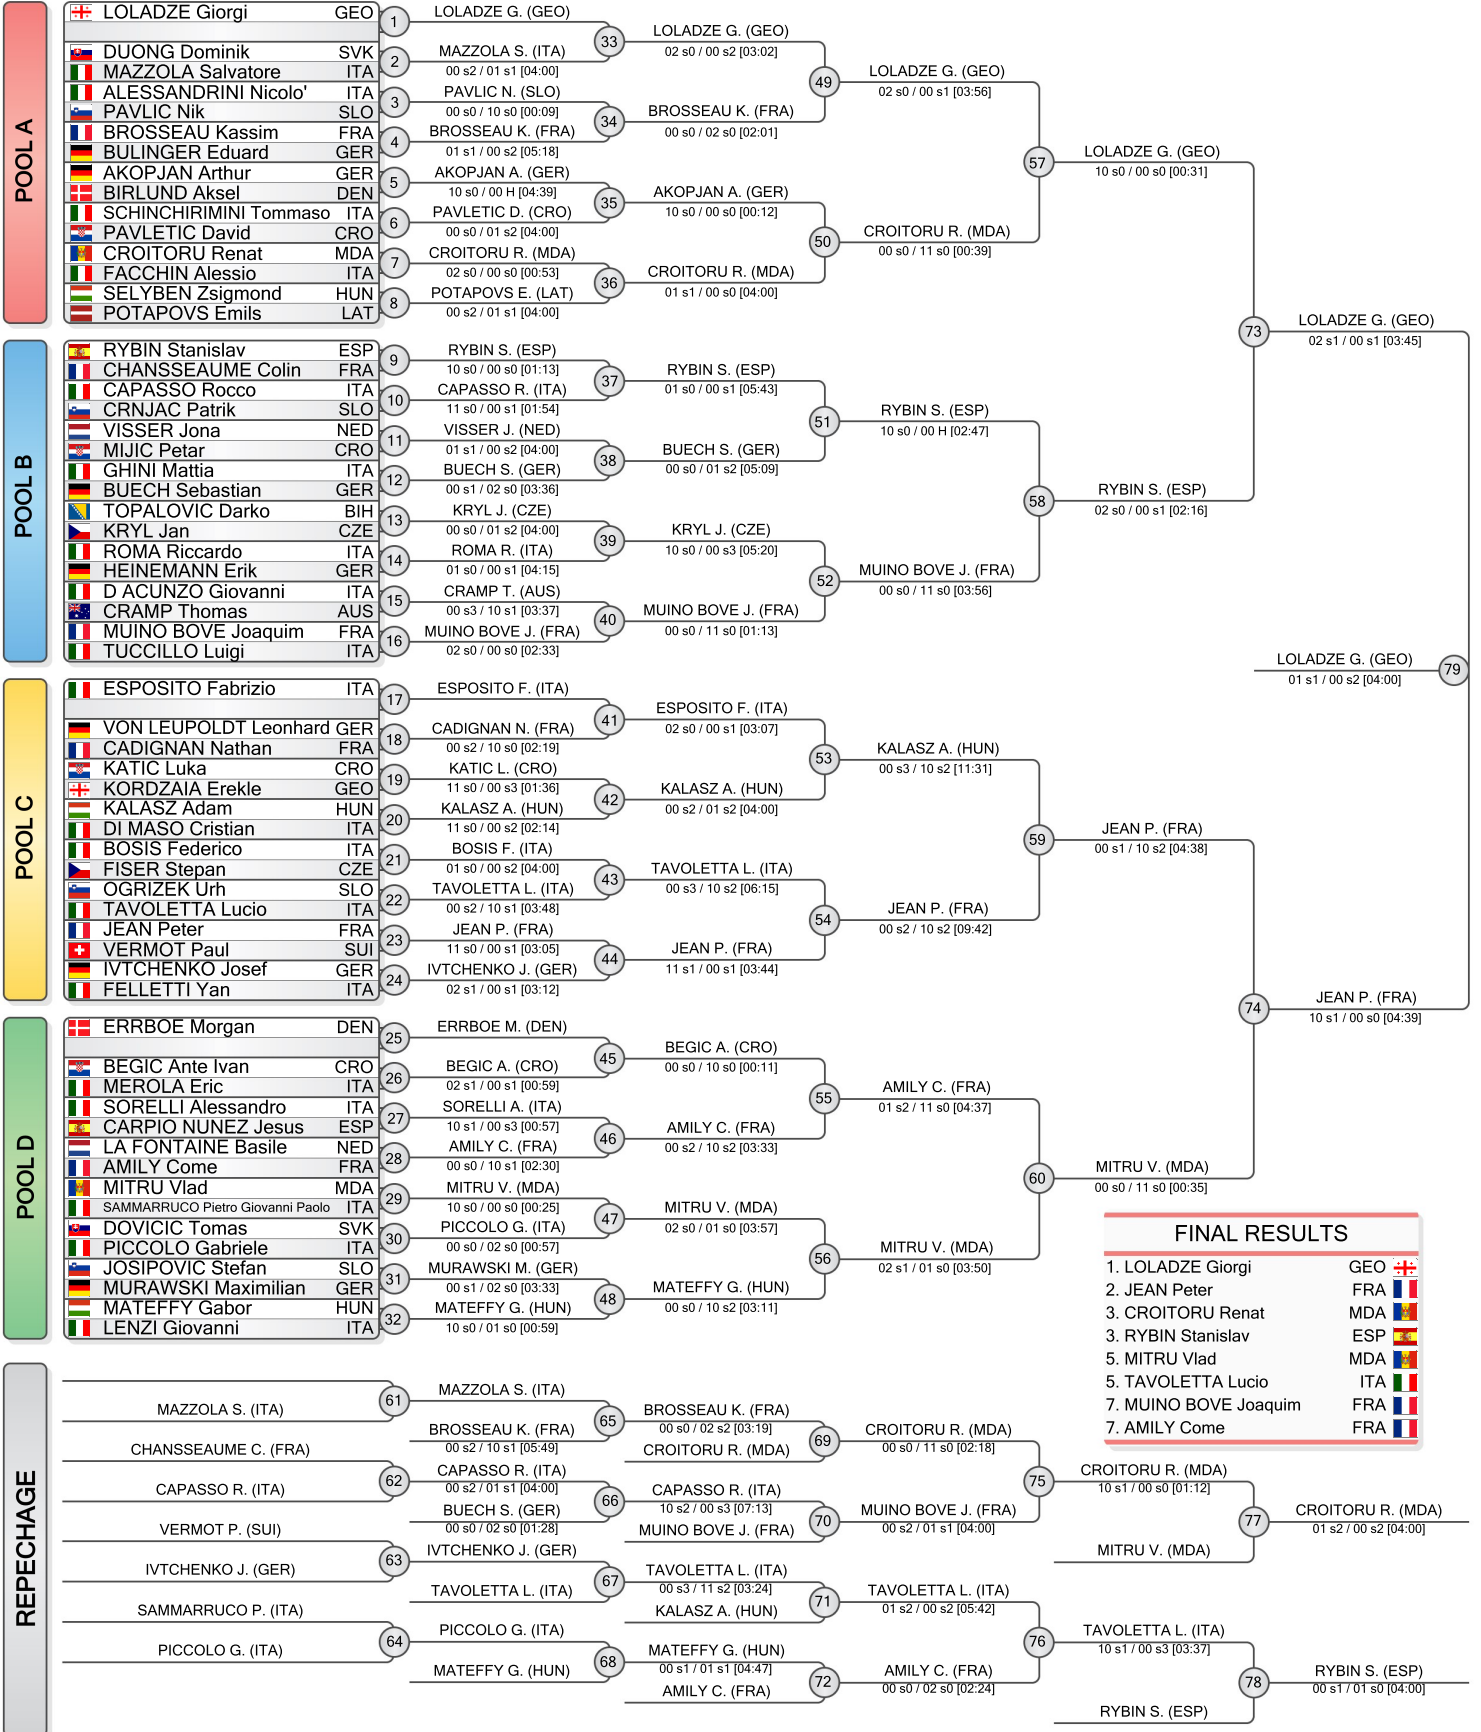 POOL A
LOLADZE Giorgi GEO
DUONG Dominik SVK
MAZZOLA Salvatore ITA
ALESSANDRINI Nicolo' ITA
PAVLIC Nik SLO
BROSSEAU Kassim FRA
BULINGER Eduard GER
AKOPJAN Arthur GER
BIRLUND Aksel DEN
SCHINCHIRIMINI Tommaso ITA
PAVLETIC David CRO
CROITORU Renat MDA
FACCHIN Alessio ITA
SELYBEN Zsigmond HUN
POTAPOVS Emils LAT
1
LOLADZE G. (GEO)
2
MAZZOLA S. (ITA)
00 s2 / 01 s1 [04:00]
3
PAVLIC N. (SLO)
00 s0 / 10 s0 [00:09]
4
BROSSEAU K. (FRA)
01 s1 / 00 s2 [05:18]
5
AKOPJAN A. (GER)
10 s0 / 00 H [04:39]
6
PAVLETIC D. (CRO)
00 s0 / 01 s2 [04:00]
7
CROITORU R. (MDA)
02 s0 / 00 s0 [00:53]
8
POTAPOVS E. (LAT)
00 s2 / 01 s1 [04:00]
33
LOLADZE G. (GEO)
02 s0 / 00 s2 [03:02]
34
BROSSEAU K. (FRA)
00 s0 / 02 s0 [02:01]
35
AKOPJAN A. (GER)
10 s0 / 00 s0 [00:12]
36
CROITORU R. (MDA)
01 s1 / 00 s0 [04:00]
49
LOLADZE G. (GEO)
02 s0 / 00 s1 [03:56]
50
CROITORU R. (MDA)
00 s0 / 11 s0 [00:39]
57
LOLADZE G. (GEO)
10 s0 / 00 s0 [00:31]
POOL B
RYBIN Stanislav ESP
CHANSSEAUME Colin FRA
CAPASSO Rocco ITA
CRNJAC Patrik SLO
VISSER Jona NED
MIJIC Petar CRO
GHINI Mattia ITA
BUECH Sebastian GER
TOPALOVIC Darko BIH
KRYL Jan CZE
ROMA Riccardo ITA
HEINEMANN Erik GER
D ACUNZO Giovanni ITA
CRAMP Thomas AUS
MUINO BOVE Joaquim FRA
TUCCILLO Luigi ITA
9
RYBIN S. (ESP)
10 s0 / 00 s0 [01:13]
10
CAPASSO R. (ITA)
11 s0 / 00 s1 [01:54]
11
VISSER J. (NED)
01 s1 / 00 s2 [04:00]
12
BUECH S. (GER)
00 s1 / 02 s0 [03:36]
13
KRYL J. (CZE)
00 s0 / 01 s2 [04:00]
14
ROMA R. (ITA)
01 s0 / 00 s1 [04:15]
15
CRAMP T. (AUS)
00 s3 / 10 s1 [03:37]
16
MUINO BOVE J. (FRA)
02 s0 / 00 s0 [02:33]
37
RYBIN S. (ESP)
01 s0 / 00 s1 [05:43]
38
BUECH S. (GER)
00 s0 / 01 s2 [05:09]
39
KRYL J. (CZE)
10 s0 / 00 s3 [05:20]
40
MUINO BOVE J. (FRA)
00 s0 / 11 s0 [01:13]
51
RYBIN S. (ESP)
10 s0 / 00 H [02:47]
52
MUINO BOVE J. (FRA)
00 s0 / 11 s0 [03:56]
58
RYBIN S. (ESP)
02 s0 / 00 s1 [02:16]
73
LOLADZE G. (GEO)
02 s1 / 00 s1 [03:45]
79
LOLADZE G. (GEO)
01 s1 / 00 s2 [04:00]
POOL C
ESPOSITO Fabrizio ITA
VON LEUPOLDT Leonhard GER
CADIGNAN Nathan FRA
KATIC Luka CRO
KORDZAIA Erekle GEO
KALASZ Adam HUN
DI MASO Cristian ITA
BOSIS Federico ITA
FISER Stepan CZE
OGRIZEK Urh SLO
TAVOLETTA Lucio ITA
JEAN Peter FRA
VERMOT Paul SUI
IVTCHENKO Josef GER
FELLETTI Yan ITA
17
ESPOSITO F. (ITA)
18
CADIGNAN N. (FRA)
00 s2 / 10 s0 [02:19]
19
KATIC L. (CRO)
11 s0 / 00 s3 [01:36]
20
KALASZ A. (HUN)
11 s0 / 00 s2 [02:14]
21
BOSIS F. (ITA)
01 s0 / 00 s2 [04:00]
22
TAVOLETTA L. (ITA)
00 s2 / 10 s1 [03:48]
23
JEAN P. (FRA)
11 s0 / 00 s1 [03:05]
24
IVTCHENKO J. (GER)
02 s1 / 00 s1 [03:12]
41
ESPOSITO F. (ITA)
02 s0 / 00 s1 [03:07]
42
KALASZ A. (HUN)
00 s2 / 01 s2 [04:00]
43
TAVOLETTA L. (ITA)
00 s3 / 10 s2 [06:15]
44
JEAN P. (FRA)
11 s1 / 00 s1 [03:44]
53
KALASZ A. (HUN)
00 s3 / 10 s2 [11:31]
54
JEAN P. (FRA)
00 s2 / 10 s2 [09:42]
59
JEAN P. (FRA)
00 s1 / 10 s2 [04:38]
POOL D
ERRBOE Morgan DEN
BEGIC Ante Ivan CRO
MEROLA Eric ITA
SORELLI Alessandro ITA
CARPIO NUNEZ Jesus ESP
LA FONTAINE Basile NED
AMILY Come FRA
MITRU Vlad MDA
SAMMARRUCO Pietro Giovanni Paolo ITA
DOVICIC Tomas SVK
PICCOLO Gabriele ITA
JOSIPOVIC Stefan SLO
MURAWSKI Maximilian GER
MATEFFY Gabor HUN
LENZI Giovanni ITA
25
ERRBOE M. (DEN)
26
BEGIC A. (CRO)
02 s1 / 00 s1 [00:59]
27
SORELLI A. (ITA)
10 s1 / 00 s3 [00:57]
28
AMILY C. (FRA)
00 s0 / 10 s1 [02:30]
29
MITRU V. (MDA)
10 s0 / 00 s0 [00:25]
30
PICCOLO G. (ITA)
00 s0 / 02 s0 [00:57]
31
MURAWSKI M. (GER)
00 s1 / 02 s0 [03:33]
32
MATEFFY G. (HUN)
10 s0 / 01 s0 [00:59]
45
BEGIC A. (CRO)
00 s0 / 10 s0 [00:11]
46
AMILY C. (FRA)
00 s2 / 10 s2 [03:33]
47
MITRU V. (MDA)
02 s0 / 01 s0 [03:57]
48
MATEFFY G. (HUN)
00 s0 / 10 s2 [03:11]
55
AMILY C. (FRA)
01 s2 / 11 s0 [04:37]
56
MITRU V. (MDA)
02 s1 / 01 s0 [03:50]
60
MITRU V. (MDA)
00 s0 / 11 s0 [00:35]
74
JEAN P. (FRA)
10 s1 / 00 s0 [04:39]
FINAL RESULTS
1. LOLADZE Giorgi GEO
2. JEAN Peter FRA
3. CROITORU Renat MDA
3. RYBIN Stanislav ESP
5. MITRU Vlad MDA
5. TAVOLETTA Lucio ITA
7. MUINO BOVE Joaquim FRA
7. AMILY Come FRA
REPECHAGE
MAZZOLA S. (ITA)
CHANSSEAUME C. (FRA)
CAPASSO R. (ITA)
VERMOT P. (SUI)
IVTCHENKO J. (GER)
SAMMARRUCO P. (ITA)
PICCOLO G. (ITA)
61
MAZZOLA S. (ITA)
BROSSEAU K. (FRA)
00 s2 / 10 s1 [05:49]
62
CAPASSO R. (ITA)
00 s2 / 01 s1 [04:00]
BUECH S. (GER)
00 s0 / 02 s0 [01:28]
63
IVTCHENKO J. (GER)
TAVOLETTA L. (ITA)
64
PICCOLO G. (ITA)
MATEFFY G. (HUN)
65
BROSSEAU K. (FRA)
00 s0 / 02 s2 [03:19]
CROITORU R. (MDA)
66
CAPASSO R. (ITA)
10 s2 / 00 s3 [07:13]
MUINO BOVE J. (FRA)
67
TAVOLETTA L. (ITA)
00 s3 / 11 s2 [03:24]
KALASZ A. (HUN)
68
MATEFFY G. (HUN)
00 s1 / 01 s1 [04:47]
AMILY C. (FRA)
69
CROITORU R. (MDA)
00 s0 / 11 s0 [02:18]
70
MUINO BOVE J. (FRA)
00 s2 / 01 s1 [04:00]
71
TAVOLETTA L. (ITA)
01 s2 / 00 s2 [05:42]
72
AMILY C. (FRA)
00 s0 / 02 s0 [02:24]
75
CROITORU R. (MDA)
10 s1 / 00 s0 [01:12]
MITRU V. (MDA)
76
TAVOLETTA L. (ITA)
10 s1 / 00 s3 [03:37]
RYBIN S. (ESP)
77
CROITORU R. (MDA)
01 s2 / 00 s2 [04:00]
78
RYBIN S. (ESP)
00 s1 / 01 s0 [04:00]